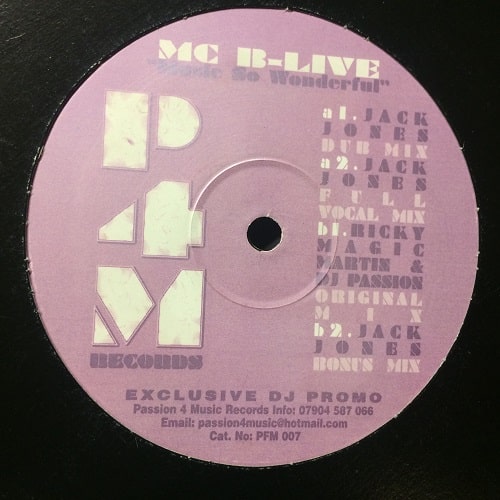 MC B-LIVE
"Music So Wonderful"
P
4
M
RECORDS
a1. JACK
JONES
DUB MIX
a2. JACK
JONES
FULL
VOCAL MIX
b1. RICKY
MAGIC
MARTIN &
DJ PASSION
ORIGINAL
MIX
b2. JACK
JONES
BONUS MIX
EXCLUSIVE DJ PROMO
Passion 4 Music Records Info: 07904 587 066
Email: passion4music@hotmail.com
Cat. No: PFM 007